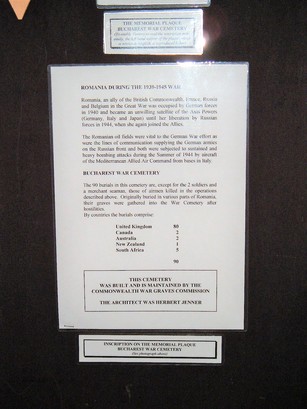 THE MEMORIAL PLAQUE
BUCHAREST WAR CEMETERY
ROMANIA DURING THE 1939-1945 WAR
Romania, an ally of the British Commonwealth, France, Russia
and Belgium in the Great War was occupied by German forces
in 1940 and became an unwilling satellite of the Axis Powers
(Germany, Italy and Japan) until her liberation by Russian
forces in 1944, when she again joined the Allies.
The Romanian oil fields were vital to the German War effort as
were the lines of communication supplying the German armies
on the Russian front and both were subjected to sustained and
heavy bombing attacks during the Summer of 1944 by aircraft
of the Mediterranean Allied Air Command from bases in Italy.
BUCHAREST WAR CEMETERY
The 90 burials in this cemetery are, except for the 2 soldiers and
a merchant seaman, those of airmen killed in the operations
described above. Originally buried in various parts of Romania,
their graves were gathered into the War Cemetery after
hostilities.
By countries the burials comprise:
United Kingdom 80
Canada 2
Australia 2
New Zealand 1
South Africa 5
90
THIS CEMETERY
WAS BUILT AND IS MAINTAINED BY THE
COMMONWEALTH WAR GRAVES COMMISSION
THE ARCHITECT WAS HERBERT JENNER
INSCRIPTION ON THE MEMORIAL PLAQUE
BUCHAREST WAR CEMETERY
(See photograph above)